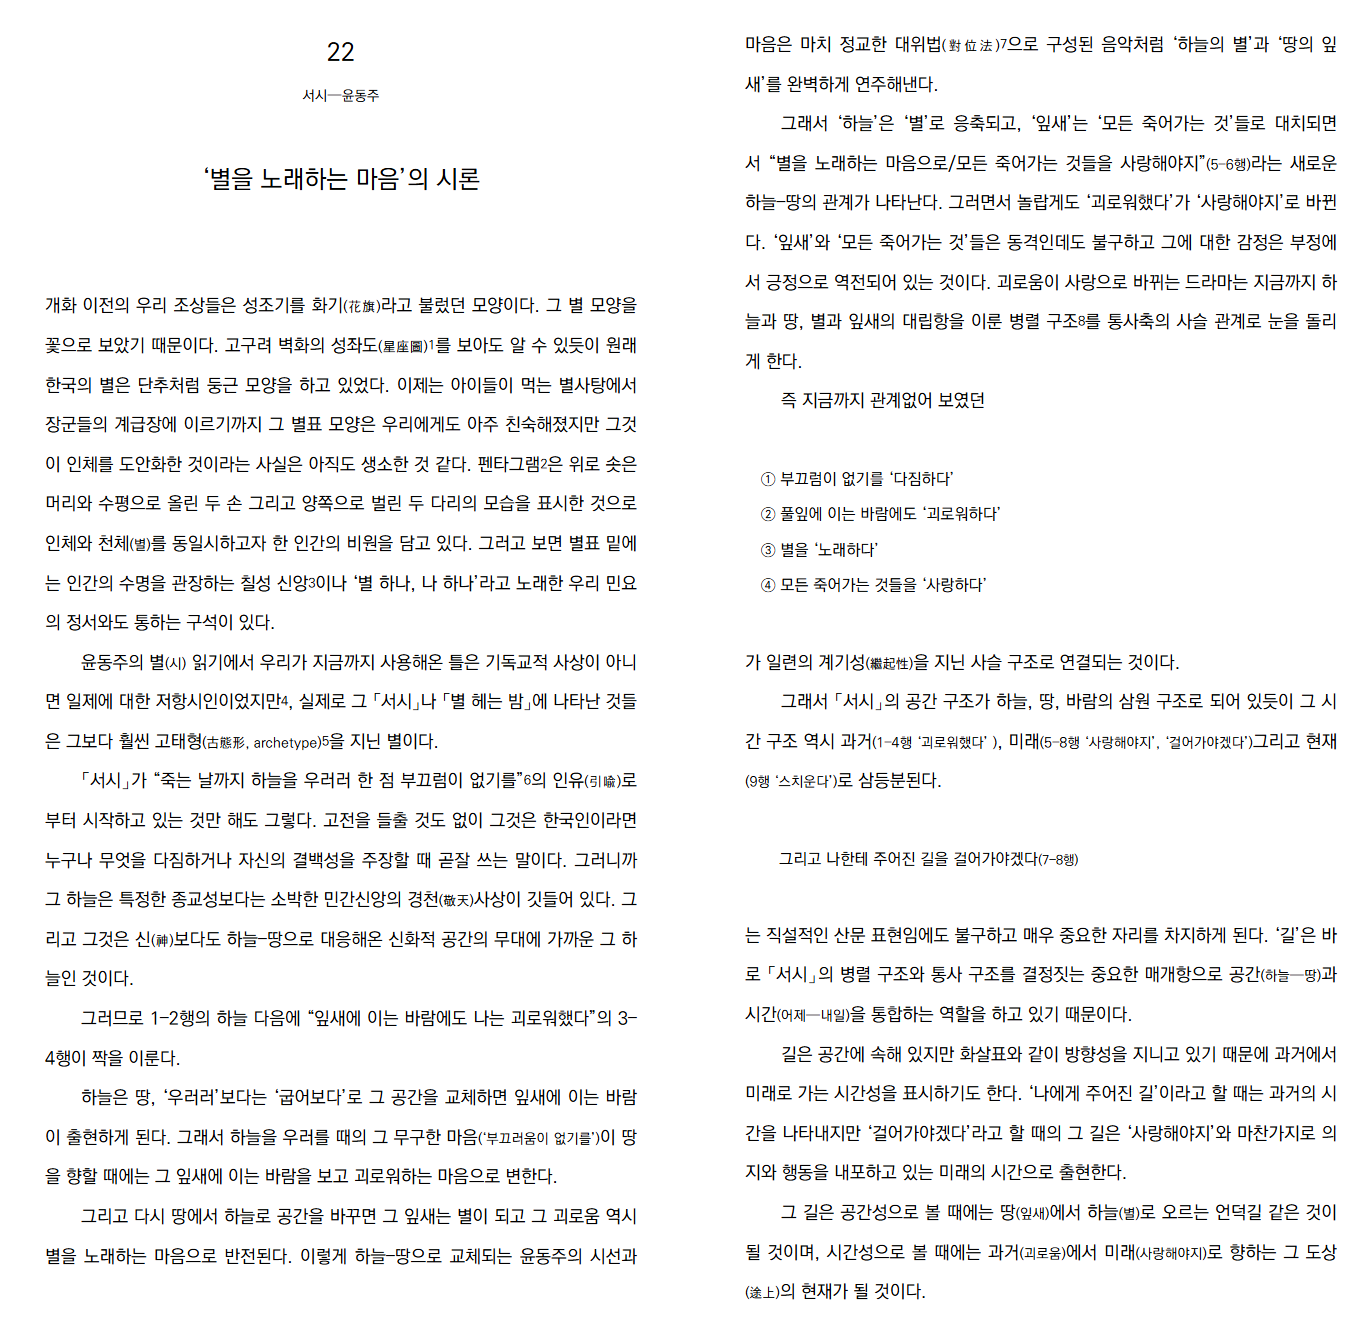 22
서시―윤동주
‘별을 노래하는 마음’의 시론
개화 이전의 우리 조상들은 성조기를 화기(花旗)라고 불렀던 모양이다. 그 별 모양을
꽃으로 보았기 때문이다. 고구려 벽화의 성좌도(星座圖)1를 보아도 알 수 있듯이 원래
한국의 별은 단추처럼 둥근 모양을 하고 있었다. 이제는 아이들이 먹는 별사탕에서
장군들의 계급장에 이르기까지 그 별표 모양은 우리에게도 아주 친숙해졌지만 그것
이 인체를 도안화한 것이라는 사실은 아직도 생소한 것 같다. 펜타그램2은 위로 솟은
머리와 수평으로 올린 두 손 그리고 양쪽으로 벌린 두 다리의 모습을 표시한 것으로
인체와 천체(별)를 동일시하고자 한 인간의 비원을 담고 있다. 그러고 보면 별표 밑에
는 인간의 수명을 관장하는 칠성 신앙3이나 ‘별 하나, 나 하나’라고 노래한 우리 민요
의 정서와도 통하는 구석이 있다.
윤동주의 별(시) 읽기에서 우리가 지금까지 사용해온 틀은 기독교적 사상이 아니
면 일제에 대한 저항시인이었지만4, 실제로 그 「서시」나 「별 헤는 밤」에 나타난 것들
은 그보다 훨씬 고태형(古態形, archetype)5을 지닌 별이다.
「서시」가 “죽는 날까지 하늘을 우러러 한 점 부끄럼이 없기를”6의 인유(引喩)로
부터 시작하고 있는 것만 해도 그렇다. 고전을 들출 것도 없이 그것은 한국인이라면
누구나 무엇을 다짐하거나 자신의 결백성을 주장할 때 곧잘 쓰는 말이다. 그러니까
그 하늘은 특정한 종교성보다는 소박한 민간신앙의 경천(敬天)사상이 깃들어 있다. 그
리고 그것은 신(神)보다도 하늘-땅으로 대응해온 신화적 공간의 무대에 가까운 그 하
늘인 것이다.
그러므로 1-2행의 하늘 다음에 “잎새에 이는 바람에도 나는 괴로워했다”의 3-
4행이 짝을 이룬다.
하늘은 땅, ‘우러러’보다는 ‘굽어보다’로 그 공간을 교체하면 잎새에 이는 바람
이 출현하게 된다. 그래서 하늘을 우러를 때의 그 무구한 마음(‘부끄러움이 없기를’)이 땅
을 향할 때에는 그 잎새에 이는 바람을 보고 괴로워하는 마음으로 변한다.
그리고 다시 땅에서 하늘로 공간을 바꾸면 그 잎새는 별이 되고 그 괴로움 역시
별을 노래하는 마음으로 반전된다. 이렇게 하늘-땅으로 교체되는 윤동주의 시선과
마음은 마치 정교한 대위법(對位法)7으로 구성된 음악처럼 ‘하늘의 별’과 ‘땅의 잎
새’를 완벽하게 연주해낸다.
그래서 ‘하늘’은 ‘별’로 응축되고, ‘잎새’는 ‘모든 죽어가는 것’들로 대치되면
서 “별을 노래하는 마음으로/모든 죽어가는 것들을 사랑해야지”(5-6행)라는 새로운
하늘-땅의 관계가 나타난다. 그러면서 놀랍게도 ‘괴로워했다’가 ‘사랑해야지’로 바뀐
다. ‘잎새’와 ‘모든 죽어가는 것’들은 동격인데도 불구하고 그에 대한 감정은 부정에
서 긍정으로 역전되어 있는 것이다. 괴로움이 사랑으로 바뀌는 드라마는 지금까지 하
늘과 땅, 별과 잎새의 대립항을 이룬 병렬 구조8를 통사축의 사슬 관계로 눈을 돌리
게 한다.
즉 지금까지 관계없어 보였던
① 부끄럼이 없기를 ‘다짐하다’
② 풀잎에 이는 바람에도 ‘괴로워하다’
③ 별을 ‘노래하다’
④ 모든 죽어가는 것들을 ‘사랑하다’
가 일련의 계기성(繼起性)을 지닌 사슬 구조로 연결되는 것이다.
그래서 「서시」의 공간 구조가 하늘, 땅, 바람의 삼원 구조로 되어 있듯이 그 시
간 구조 역시 과거(1-4행 ‘괴로워했다’ ), 미래(5-8행 ‘사랑해야지’, ‘걸어가야겠다’)그리고 현재
(9행 ‘스치운다’)로 삼등분된다.
그리고 나한테 주어진 길을 걸어가야겠다(7-8행)
는 직설적인 산문 표현임에도 불구하고 매우 중요한 자리를 차지하게 된다. ‘길’은 바
로 「서시」의 병렬 구조와 통사 구조를 결정짓는 중요한 매개항으로 공간(하늘―땅)과
시간(어제―내일)을 통합하는 역할을 하고 있기 때문이다.
길은 공간에 속해 있지만 화살표와 같이 방향성을 지니고 있기 때문에 과거에서
미래로 가는 시간성을 표시하기도 한다. ‘나에게 주어진 길’이라고 할 때는 과거의 시
간을 나타내지만 ‘걸어가야겠다’라고 할 때의 그 길은 ‘사랑해야지’와 마찬가지로 의
지와 행동을 내포하고 있는 미래의 시간으로 출현한다.
그 길은 공간성으로 볼 때에는 땅(잎새)에서 하늘(별)로 오르는 언덕길 같은 것이
될 것이며, 시간성으로 볼 때에는 과거(괴로움)에서 미래(사랑해야지)로 향하는 그 도상
(途上)의 현재가 될 것이다.